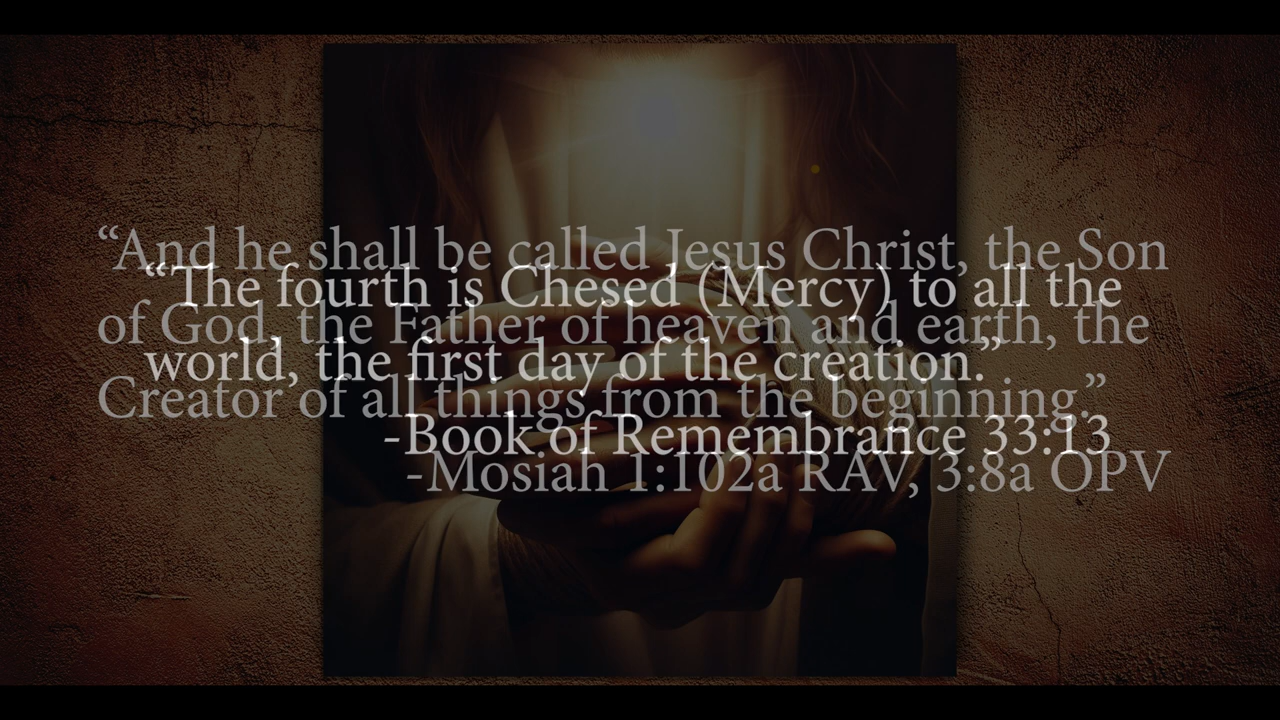 “And he shall be called Jesus Christ, the Son
of God, the Father of heaven and earth, the
Creator of all things from the beginning.”
-Mosiah 1:102a RAV, 3:8a OPV
“The fourth is Chesed (Mercy) to all the
world, the first day of the creation.”
-Book of Remembrance 33:13